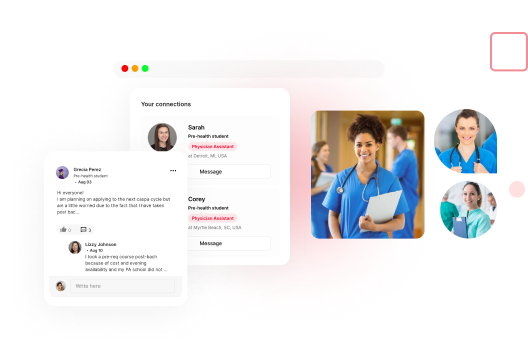 Your connections
Sarah
Pre-health student
Physician Assistant
at Detroit, MI, USA
Message
Corey
Pre-health student
Physician Assistant
at Myrtle Beach, SC, USA
Message
Grecia Perez
Pre-health student
• Aug 03
Hi everyone!
I am planning on applying to the next caspa cycle but
am a little worried due to the fact that I have taken
post bac...
0
3
Lizzy Johnson
• Aug 10
I took a pre-req course post-bach
because of cost and evening
availability and my PA school did not ...
Write here